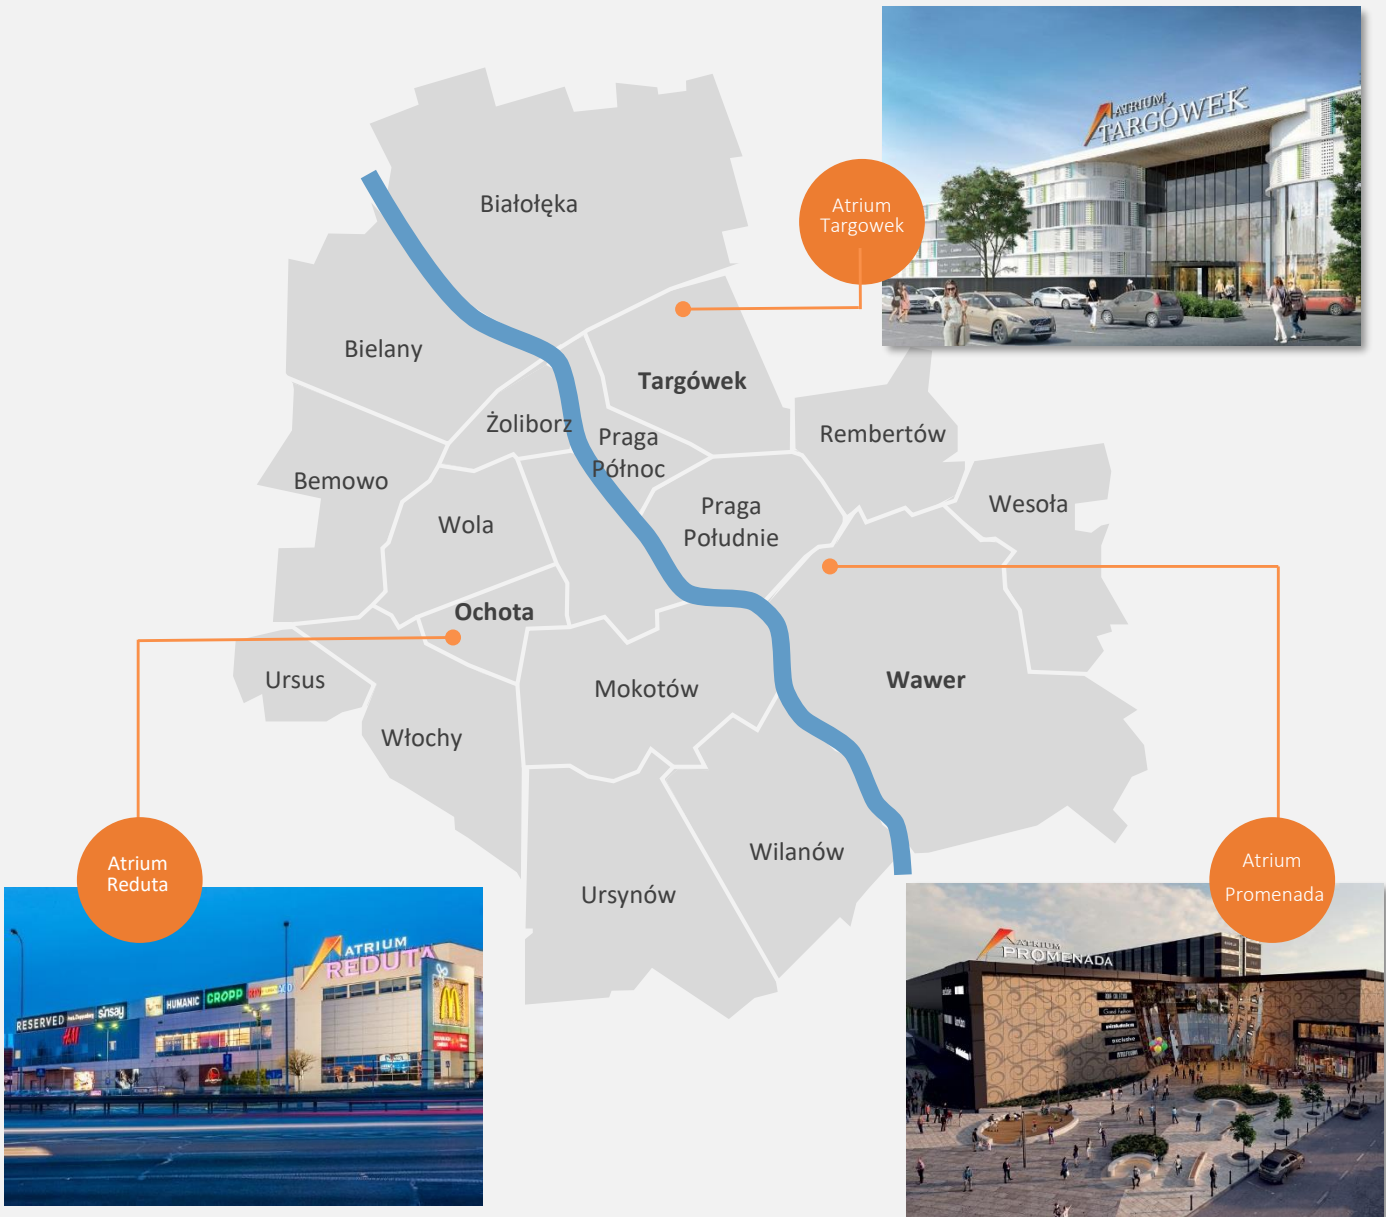 ATRIUM
TARGÓWEK
Białołęka
Atrium
Targowek
Bielany
Targówek
Żoliborz
Praga
Północ
Rembertów
Bemowo
Praga
Południe
Wesoła
Wola
Ochota
Ursus
Mokotów
Wawer
Włochy
Wilanów
Ursynów
Atrium
Reduta
Atrium
Promenada
ATRIUM
REDUTA
HUMANIC
CROPP
RESERVED
sinsay
H&M
ATRIUM
PROMENADA